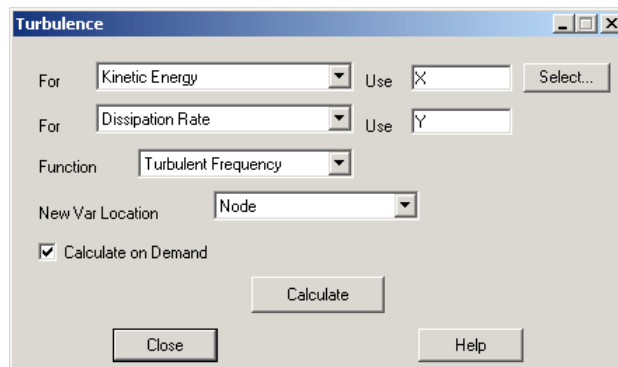 Turbulence
For Kinetic Energy Use X Select...
For Dissipation Rate Use Y
Function Turbulent Frequency
New Var Location Node
Calculate on Demand
Calculate
Close Help